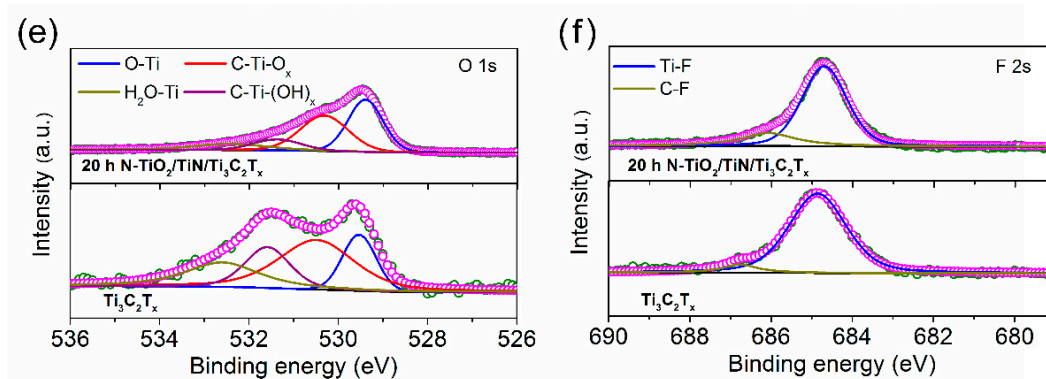 (e)
O-Ti
C-Ti-Oₓ
O 1s
H₂O-Ti
C-Ti-(OH)ₓ
20 h N-TiO₂/TiN/Ti₃C₂Tₓ
Ti₃C₂Tₓ
Intensity (a.u.)
536 534 532 530 528 526
Binding energy (eV)
(f)
Ti-F
F 2s
C-F
20 h N-TiO₂/TiN/Ti₃C₂Tₓ
Ti₃C₂Tₓ
Intensity (a.u.)
690 688 686 684 682 680
Binding energy (eV)